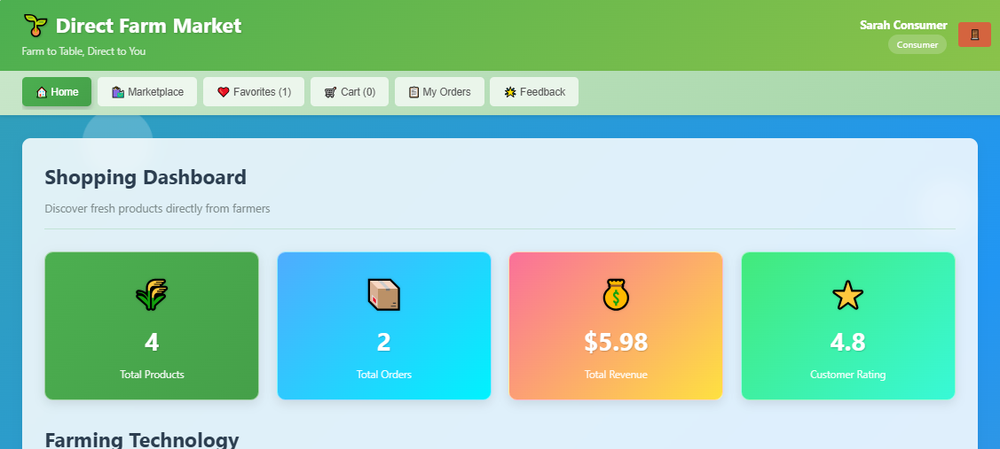 Direct Farm Market
Farm to Table, Direct to You
Sarah Consumer
Consumer
Home
Marketplace
Favorites (1)
Cart (0)
My Orders
Feedback
Shopping Dashboard
Discover fresh products directly from farmers
4
Total Products
2
Total Orders
$5.98
Total Revenue
4.8
Customer Rating
Farming Technology